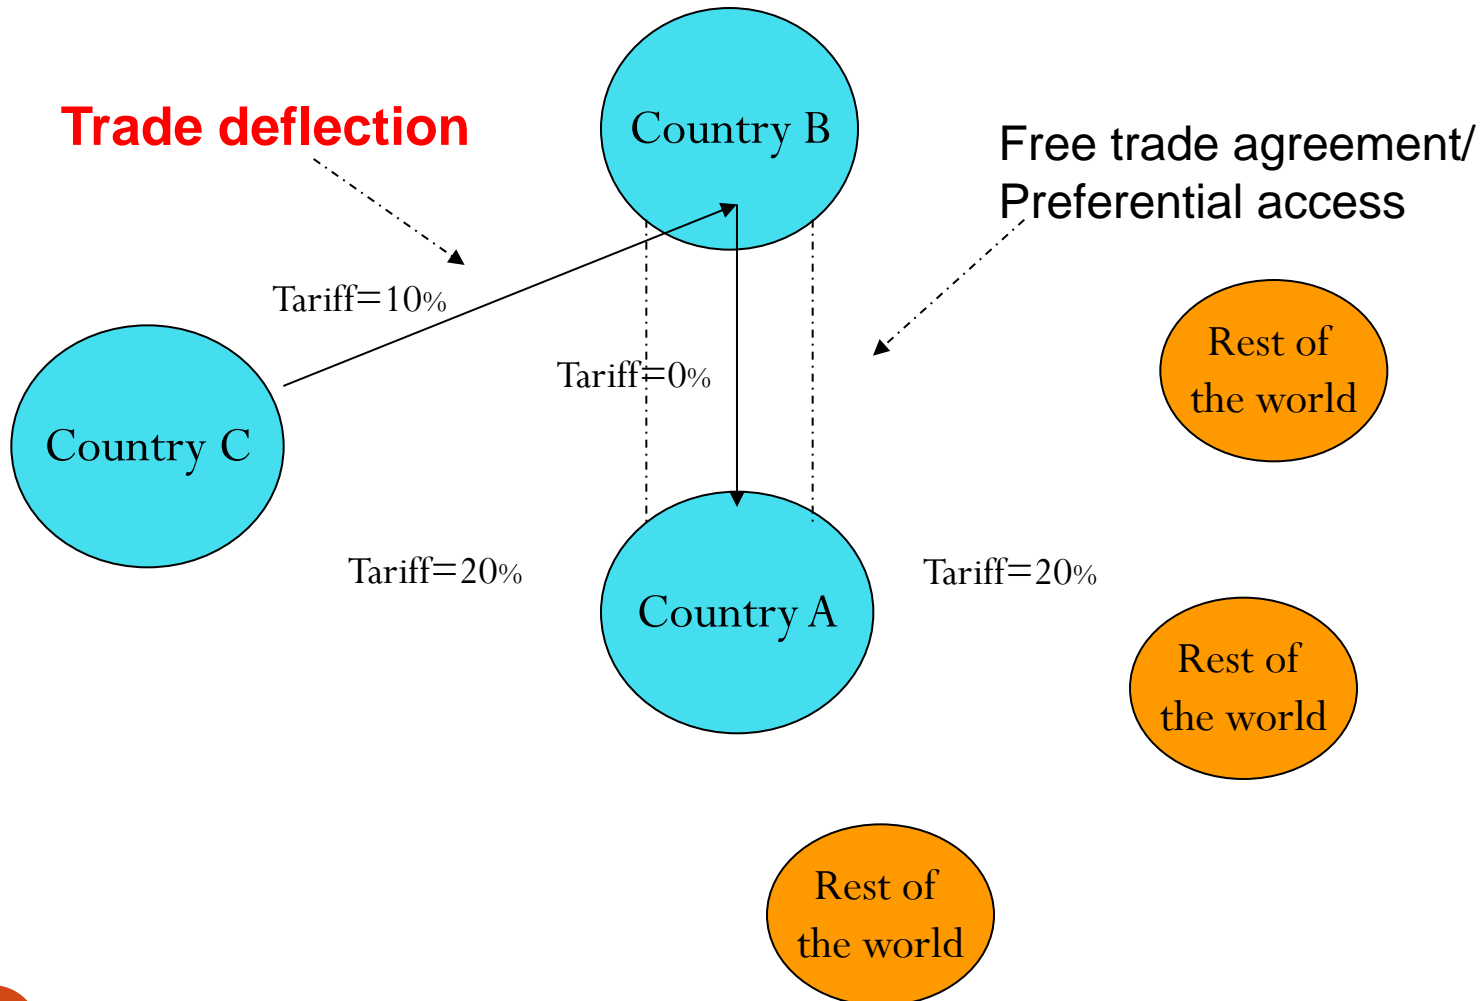 Country B
Trade deflection
Free trade agreement/
Preferential access
Tariff=10%
Rest of
the world
Tariff=0%
Country C
Tariff=20%
Tariff=20%
Country A
Rest of
the world
Rest of
the world